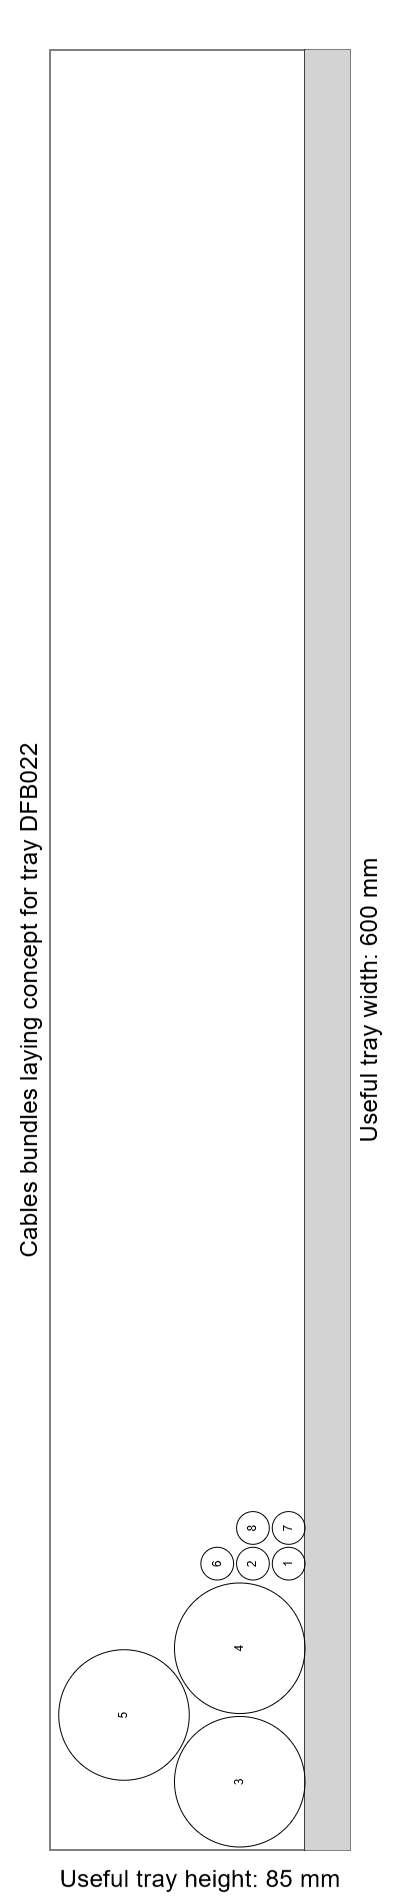 Cables bundles laying concept for tray DFB022
Useful tray width: 600 mm
8 7
6 2 1
4
5
3
Useful tray height: 85 mm